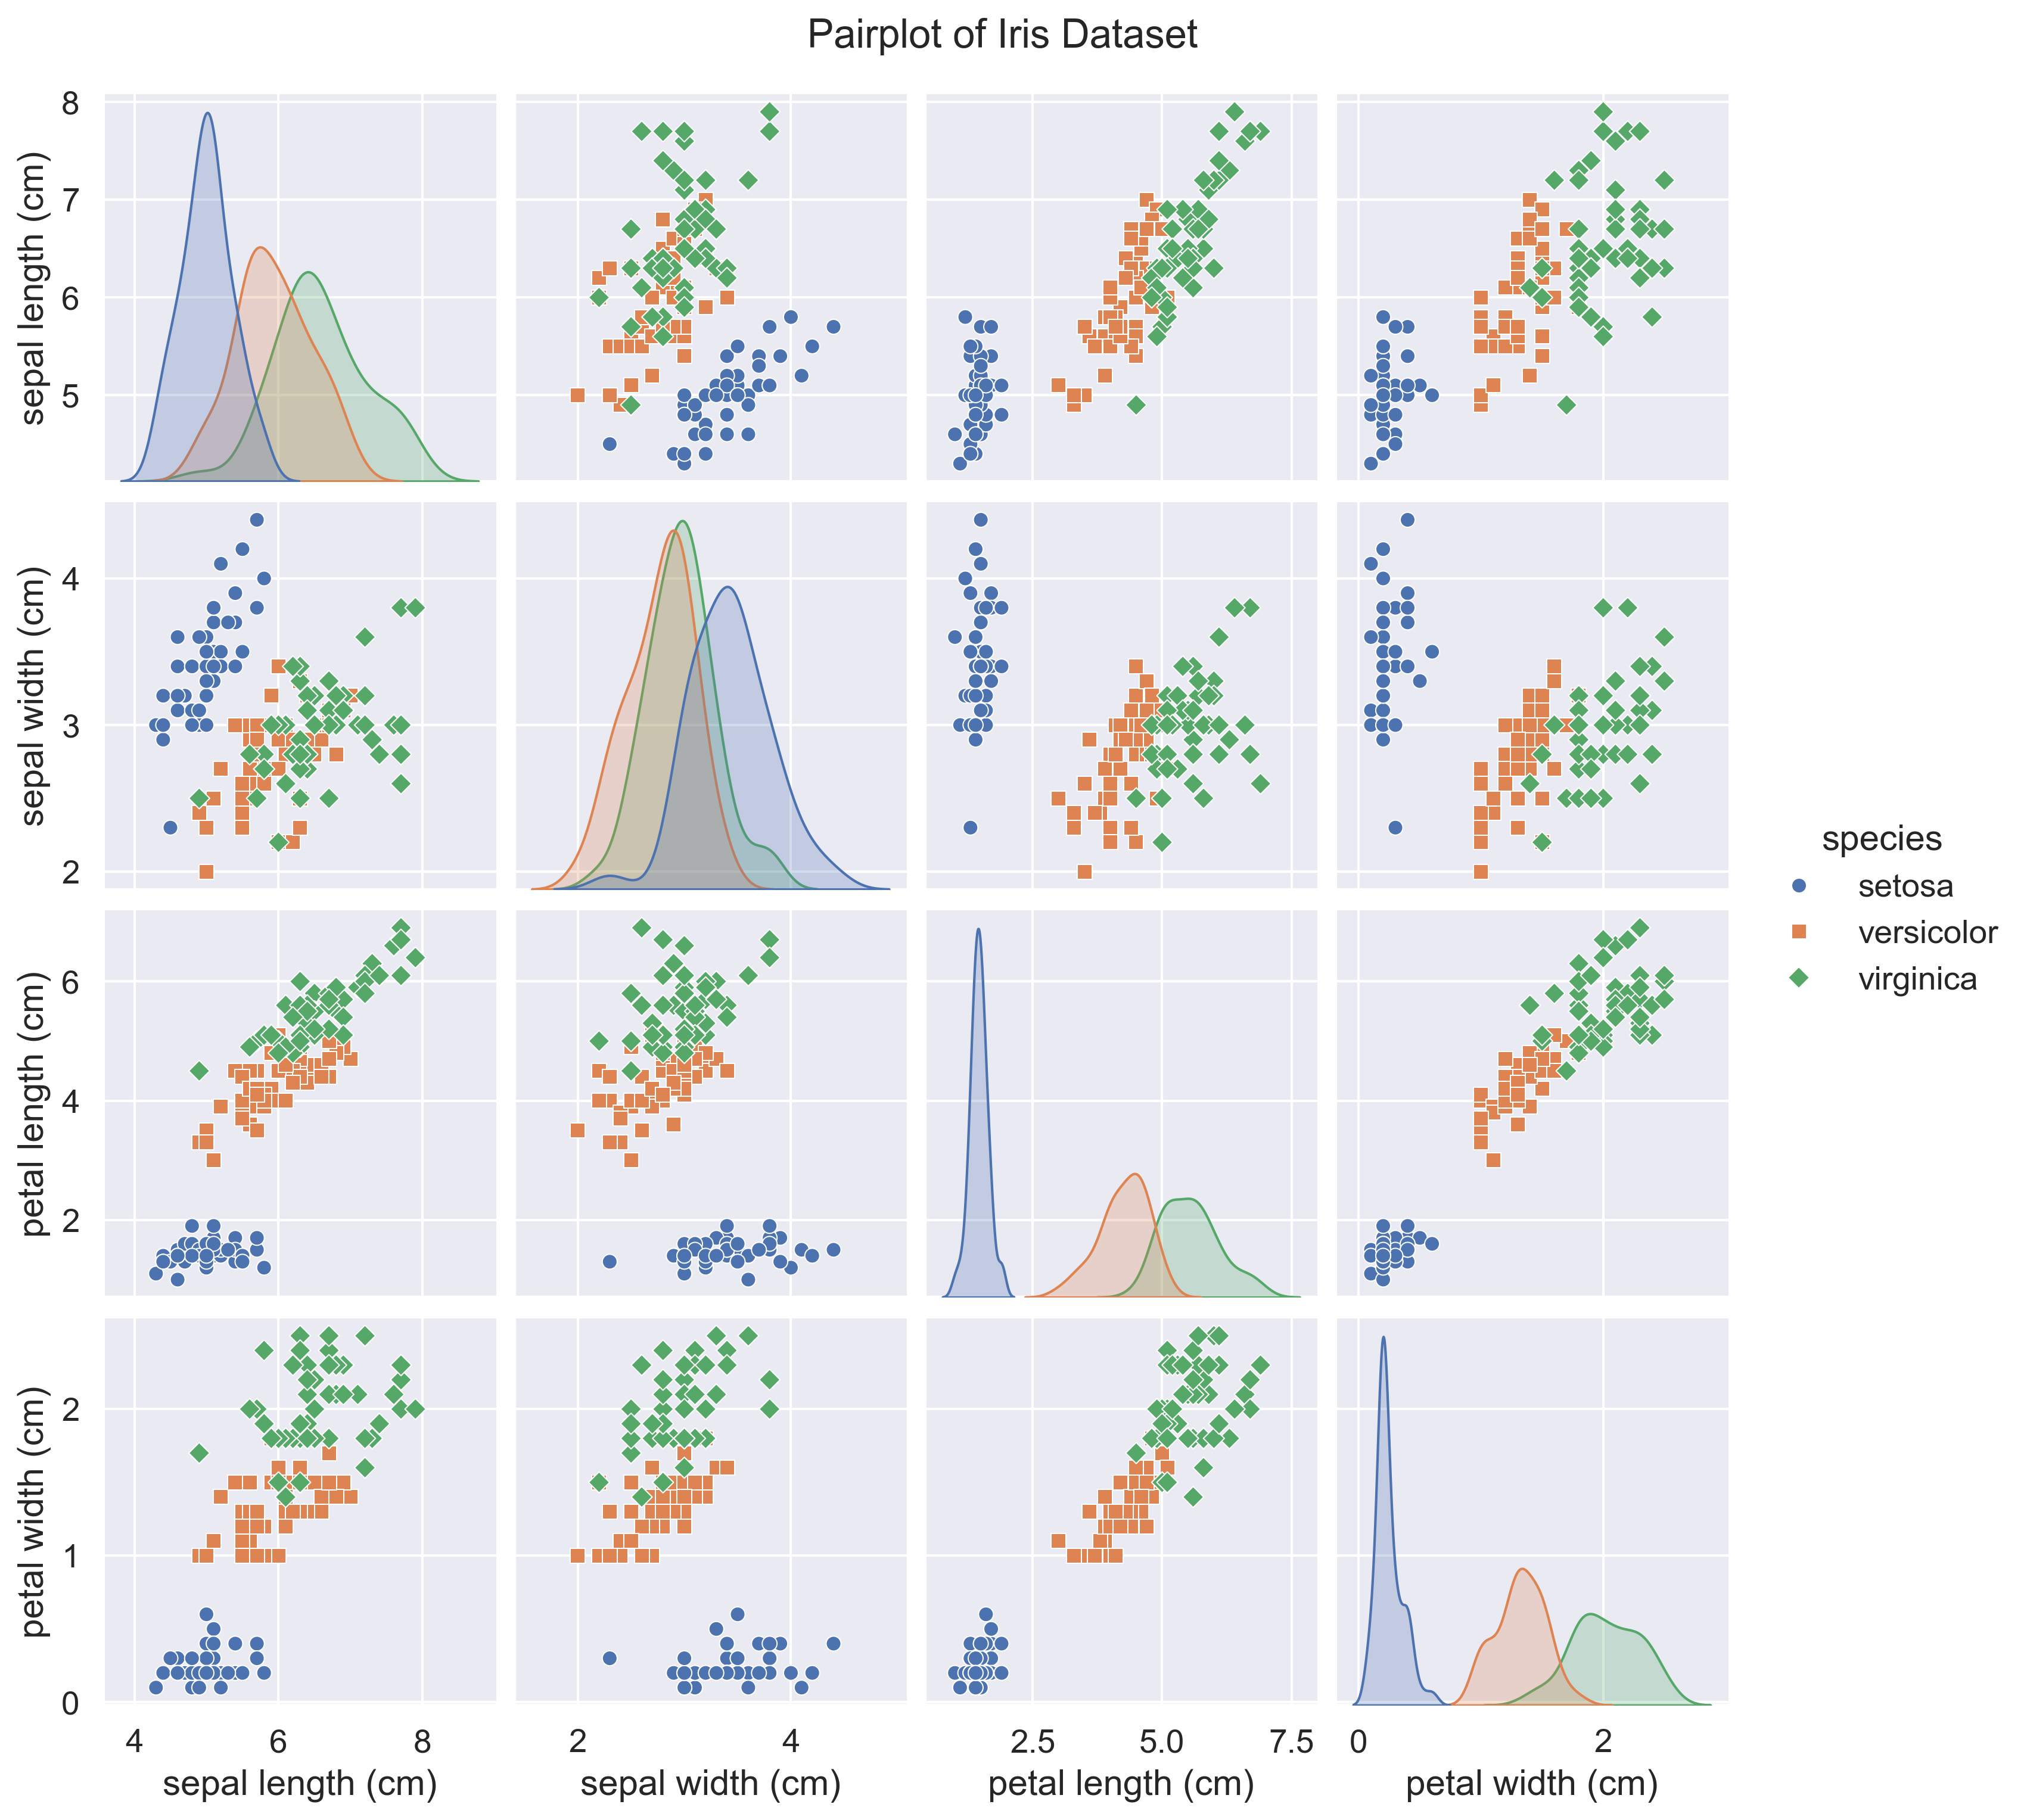 Pairplot of Iris Dataset
8
7
6
5
sepal length (cm)
4
3
2
sepal width (cm)
6
4
2
petal length (cm)
2
1
0
petal width (cm)
4 6 8
sepal length (cm)
2 4
sepal width (cm)
2.5 5.0 7.5
petal length (cm)
0 2
petal width (cm)
species
setosa
versicolor
virginica